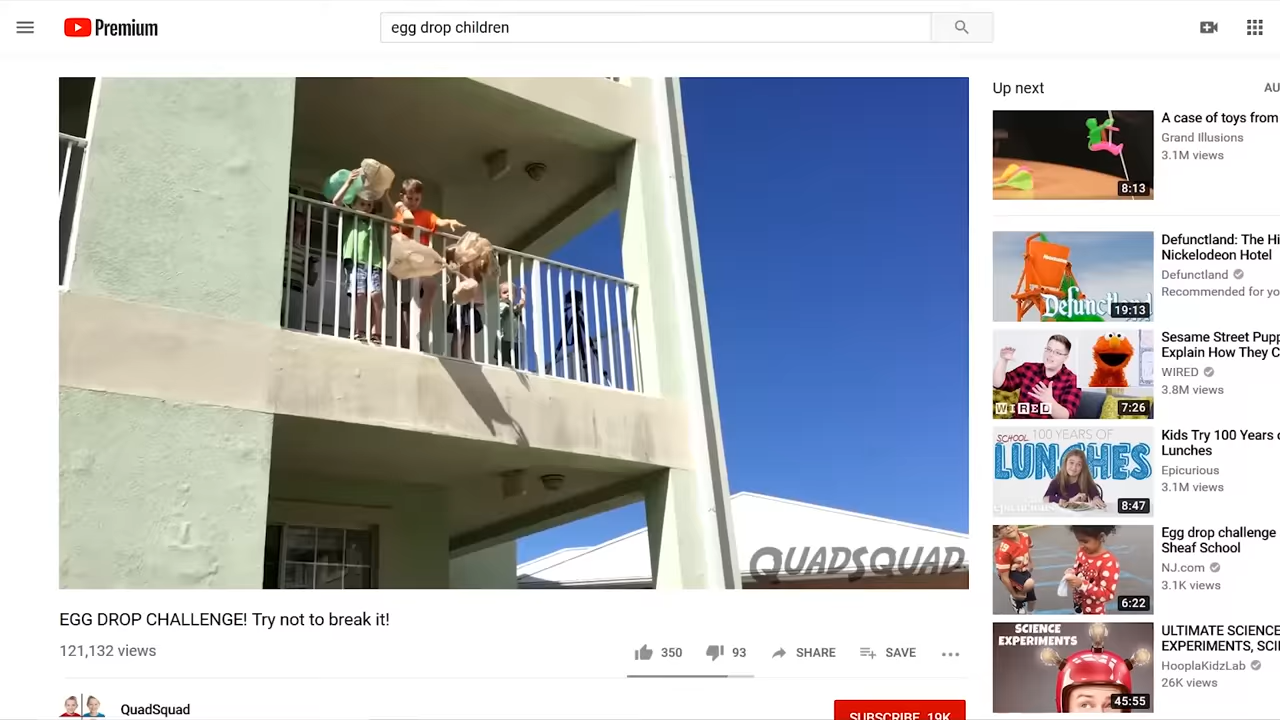 Premium
egg drop children
QUADSQUAD
EGG DROP CHALLENGE! Try not to break it!
121,132 views
350
93
SHARE
SAVE
QuadSquad
SUBSCRIBE 19K
Up next
AU
8:13
A case of toys from
Grand Illusions
3.1M views
Defunctland
19:13
Defunctland: The Hi
Nickelodeon Hotel
Defunctland
Recommended for yo
WIRED
7:26
Sesame Street Pupp
Explain How They C
WIRED
3.8M views
SCHOOL 100 YEARS OF
LUNCHES
epicurious
8:47
Kids Try 100 Years o
Lunches
Epicurious
3.1M views
6:22
Egg drop challenge
Sheaf School
NJ.com
3.1K views
SCIENCE
EXPERIMENTS
45:55
ULTIMATE SCIENCE
EXPERIMENTS, SCI
HooplaKidzLab
26K views